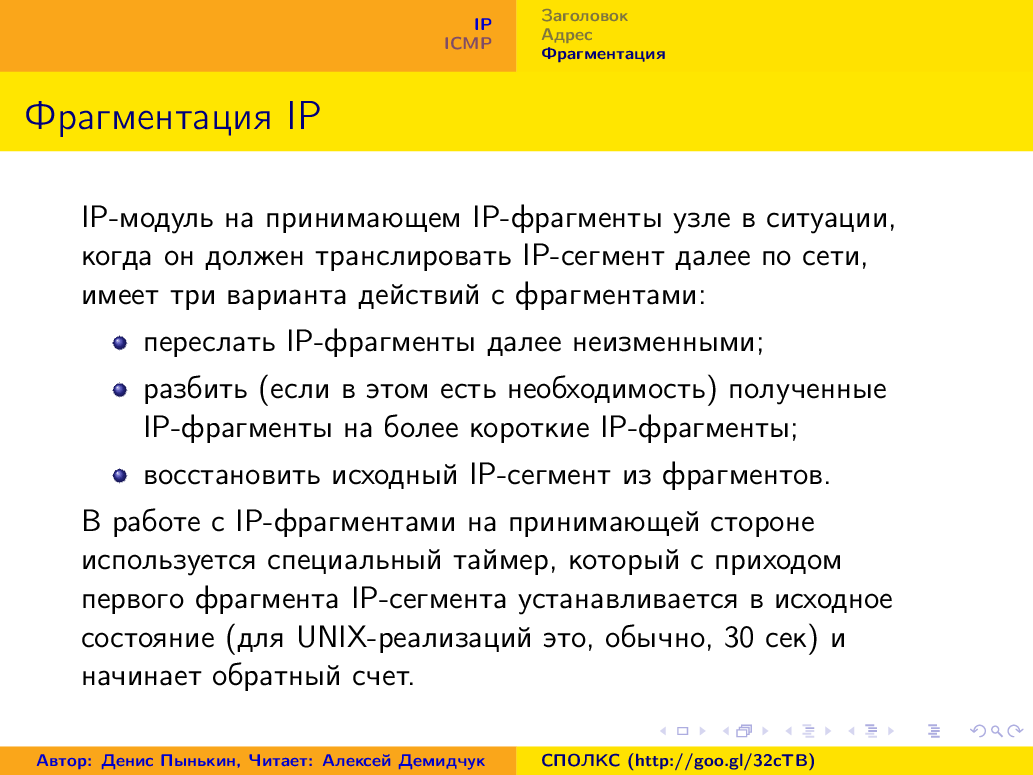 IP
ICMP
Заголовок
Адрес
Фрагментация
Фрагментация IP
IP-модуль на принимающем IP-фрагменты узле в ситуации,
когда он должен транслировать IP-сегмент далее по сети,
имеет три варианта действий с фрагментами:
переслать IP-фрагменты далее неизменными;
разбить (если в этом есть необходимость) полученные
IP-фрагменты на более короткие IP-фрагменты;
восстановить исходный IP-сегмент из фрагментов.
В работе с IP-фрагментами на принимающей стороне
используется специальный таймер, который с приходом
первого фрагмента IP-сегмента устанавливается в исходное
состояние (для UNIX-реализаций это, обычно, 30 сек) и
начинает обратный счет.
Автор: Денис Пынькин, Читает: Алексей Демидчук
СПОЛКС (http://goo.gl/32cTB)